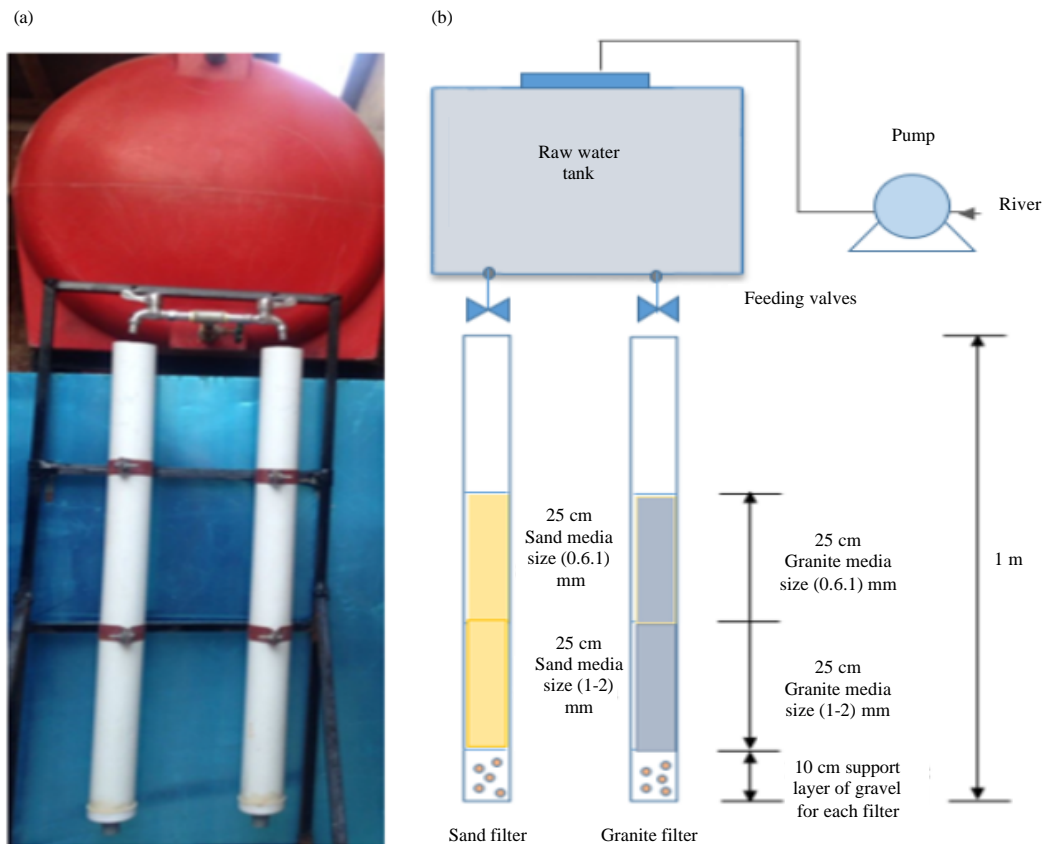 (a)
(b)
Raw water
tank
Pump
River
Feeding valves
25 cm
Sand media
size (0.6.1)
mm
25 cm
Sand media
size (1-2)
mm
25 cm
Granite media
size (0.6.1) mm
25 cm
Granite media
size (1-2) mm
10 cm support
layer of gravel
for each filter
1 m
Sand filter
Granite filter